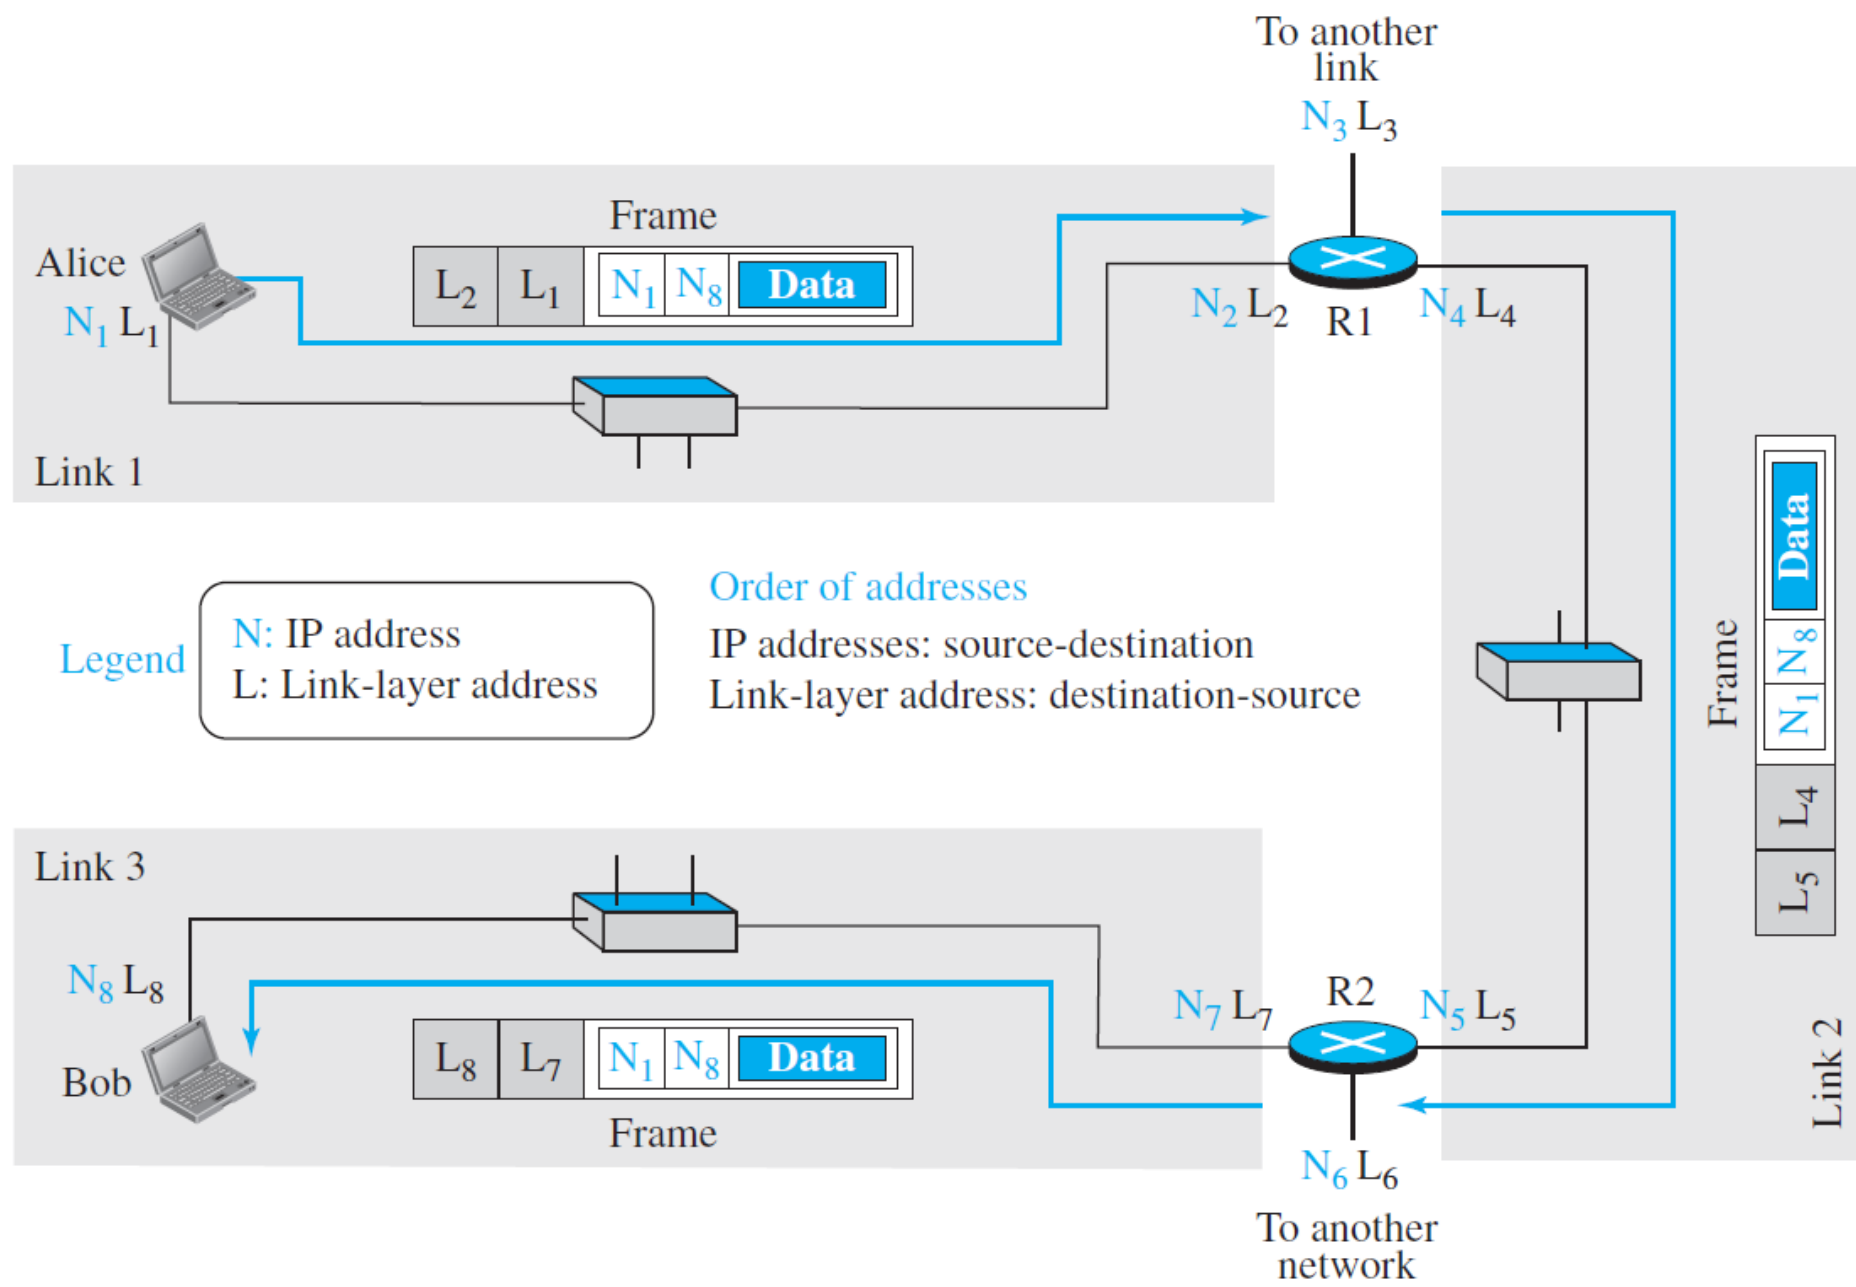 To another
link
N3 L3
Frame
Alice
L2 L1 N1 N8 Data
N1 L1
N2 L2
R1
N4 L4
Link 1
Data
N8
N1
L4
L5
Frame
Link 2
Order of addresses
Legend
N: IP address
L: Link-layer address
IP addresses: source-destination
Link-layer address: destination-source
Link 3
N8 L8
N7 L7
R2
N5 L5
Bob
L8 L7 N1 N8 Data
Frame
N6 L6
To another
network